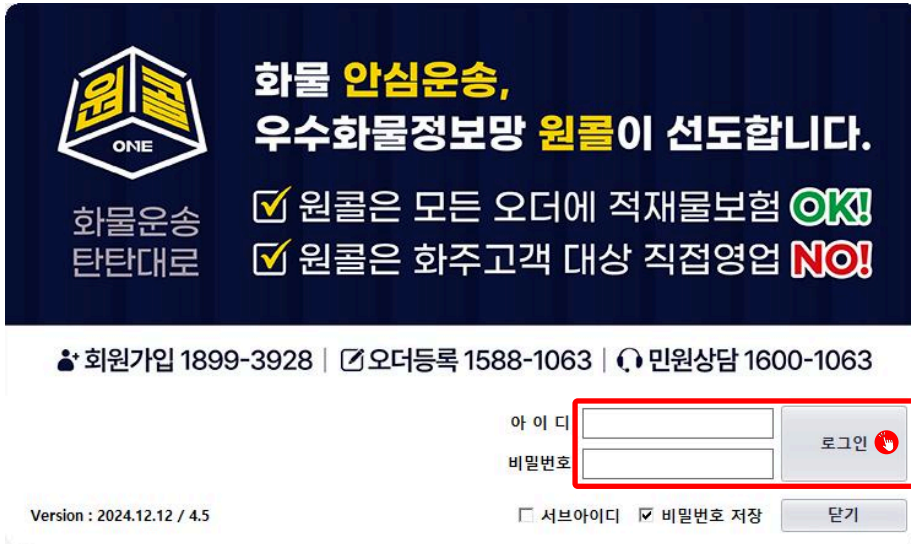 원콜
ONE
화물운송
탄탄대로
화물 안심운송,
우수화물정보망 원콜이 선도합니다.
원콜은 모든 오더에 적재물보험 OK!
원콜은 화주고객 대상 직접영업 NO!
회원가입 1899-3928 | 오더등록 1588-1063 | 민원상담 1600-1063
아 이 디
로그인
비밀번호
Version : 2024.12.12 / 4.5
서브아이디 비밀번호 저장 닫기